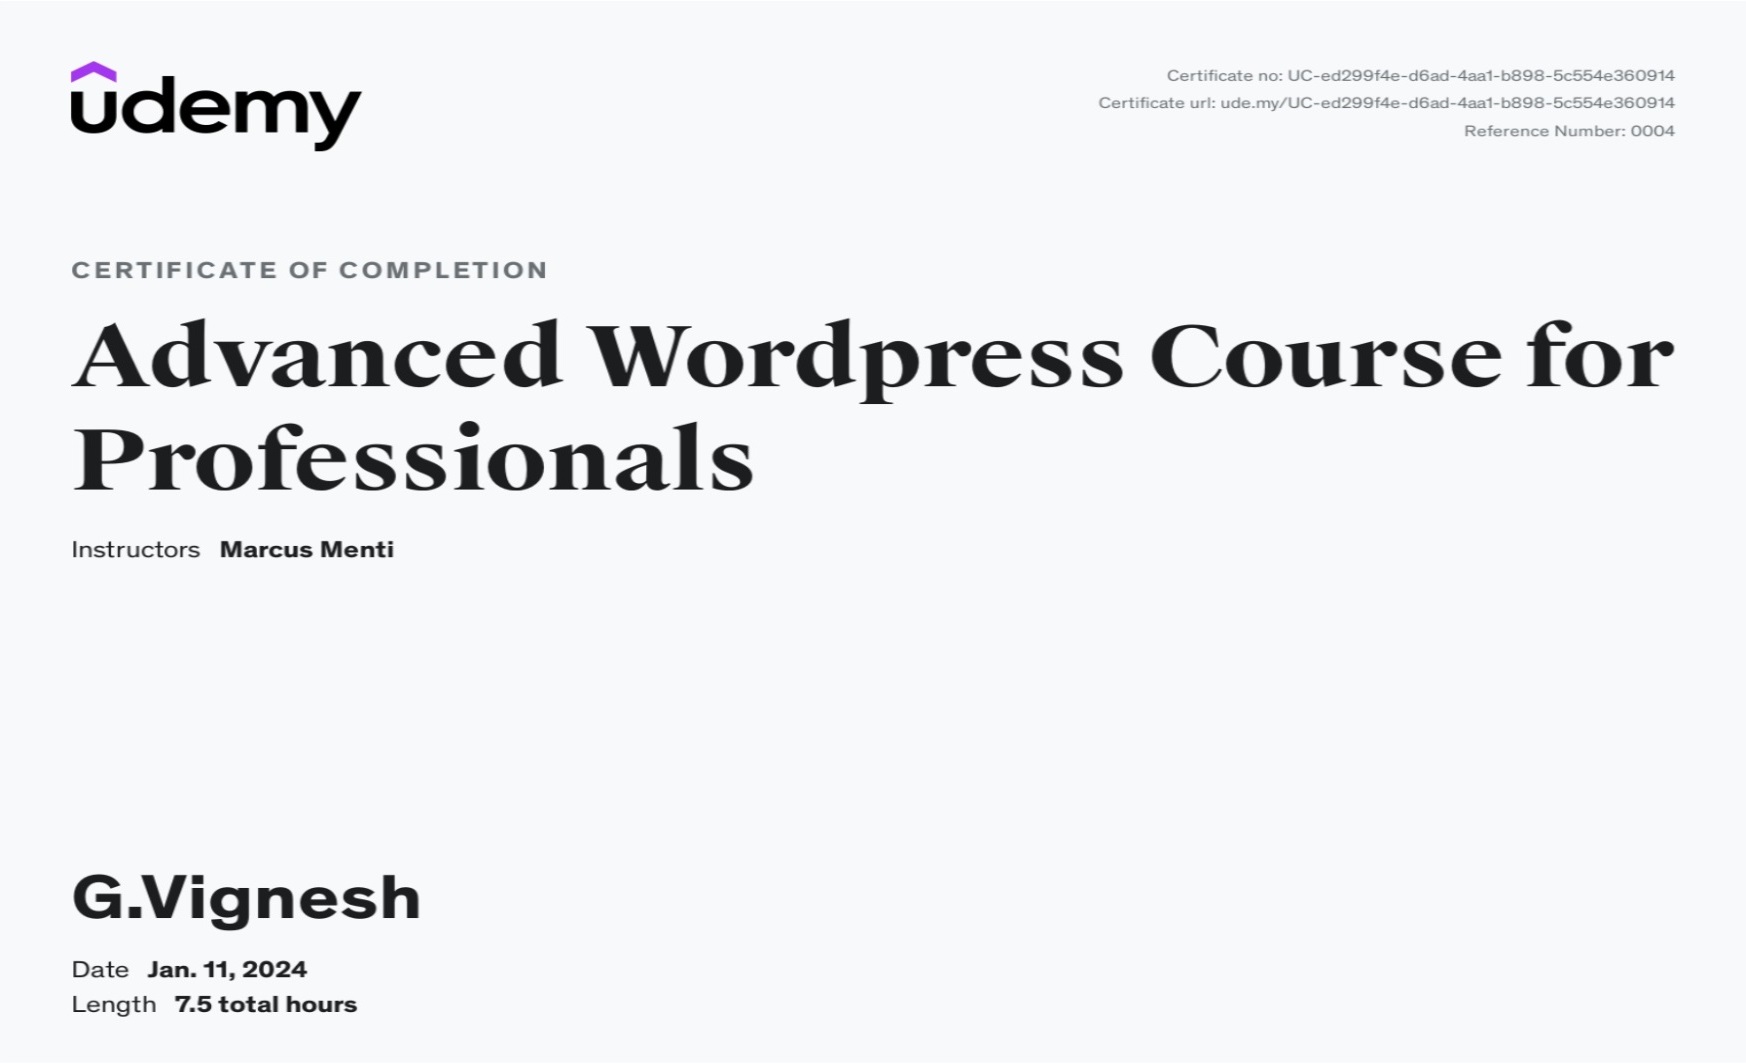 udemy
Certificate no: UC-ed299f4e-d6ad-4aa1-b898-5c554e360914
Certificate url: ude.my/UC-ed299f4e-d6ad-4aa1-b898-5c554e360914
Reference Number: 0004
CERTIFICATE OF COMPLETION
Advanced Wordpress Course for
Professionals
Instructors Marcus Menti
G.Vignesh
Date Jan. 11, 2024
Length 7.5 total hours